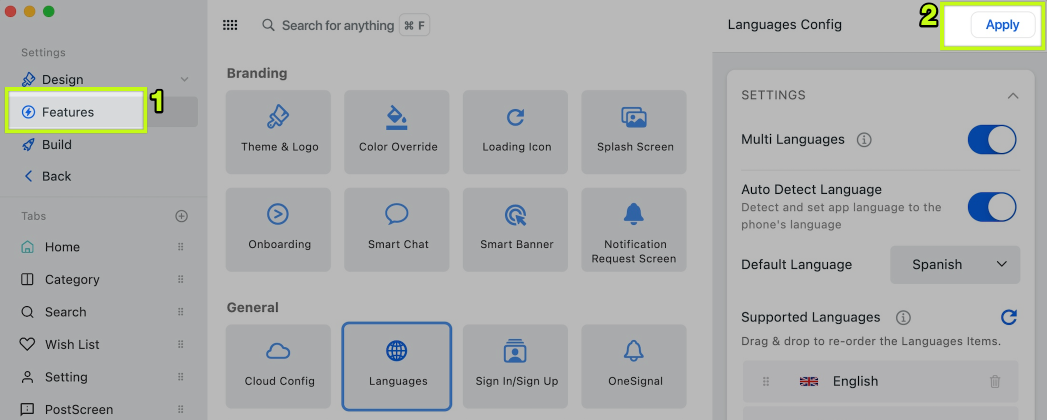 Search for anything ⌘ F
Languages Config
2
Apply
Settings
Design
Features
1
Build
Back
Tabs
Home
Category
Search
Wish List
Setting
PostScreen
Branding
Theme & Logo
Color Override
Loading Icon
Splash Screen
Onboarding
Smart Chat
Smart Banner
Notification
Request Screen
General
Cloud Config
Languages
Sign In/Sign Up
OneSignal
SETTINGS
Multi Languages
Auto Detect Language
Detect and set app language to the
phone's language
Default Language
Spanish
Supported Languages
Drag & drop to re-order the Languages Items.
English